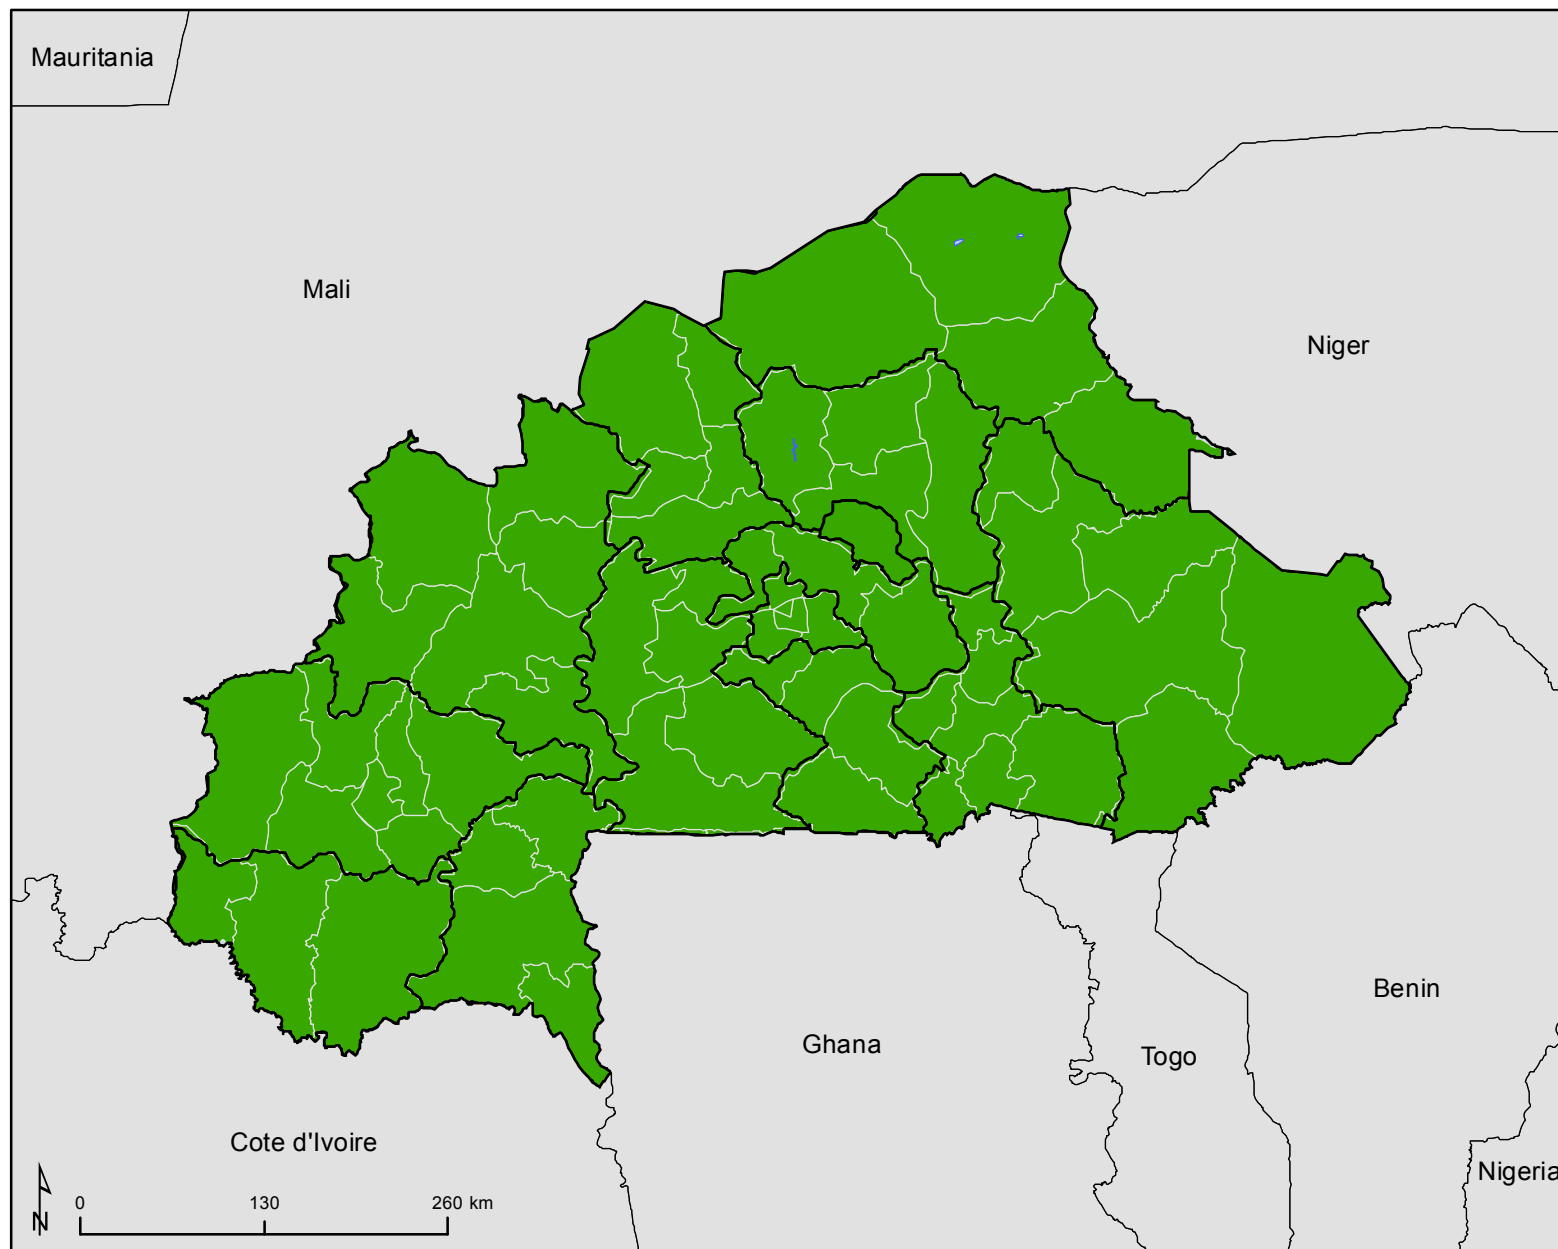 Mauritania
Mali
Niger
Benin
Ghana
Togo
Cote d'Ivoire
Nigeria
N
0 130 260 km